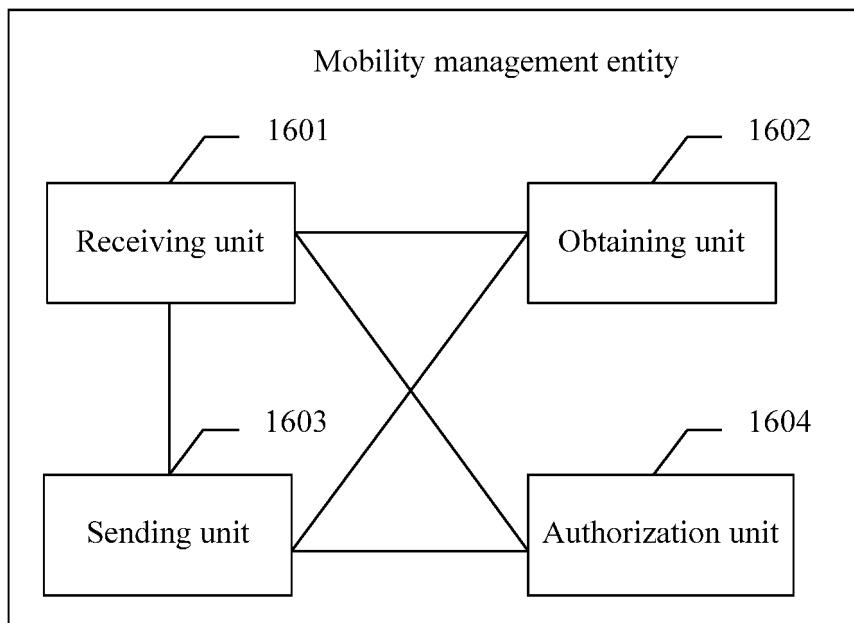 Mobility management entity
1601
1602
Receiving unit
Obtaining unit
1603
1604
Sending unit
Authorization unit